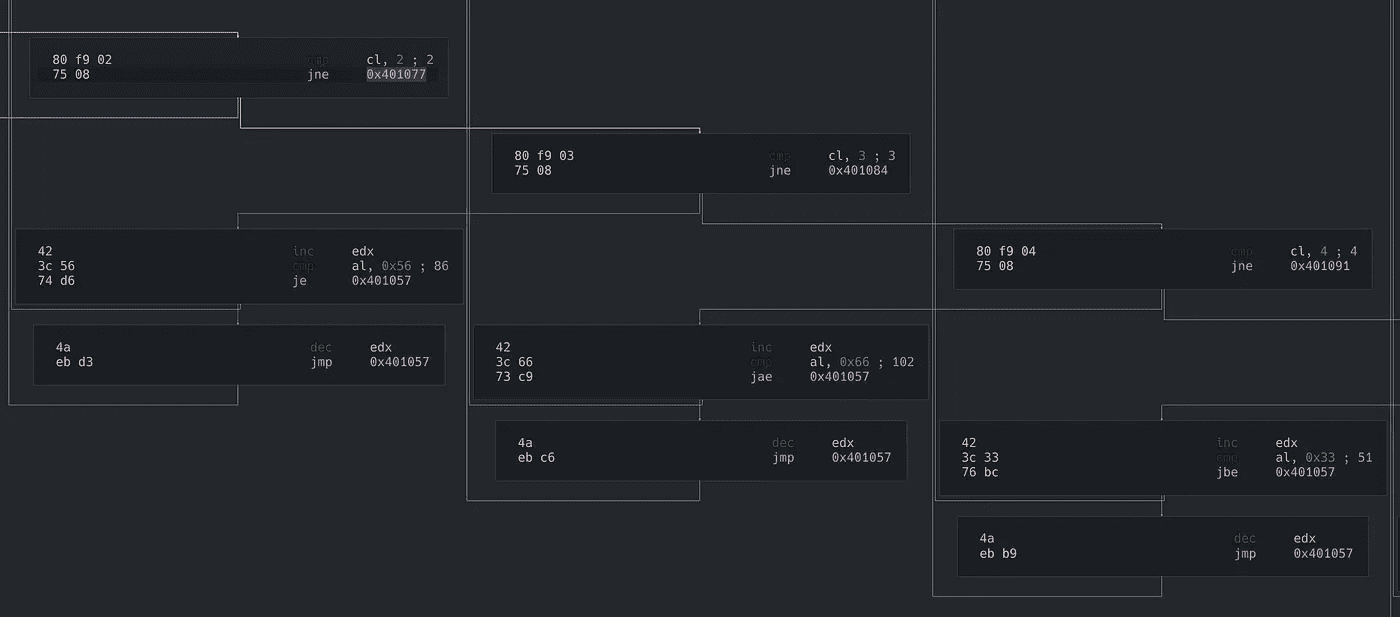 80 f9 02 cmp cl, 2 ; 2
75 08 jne 0x401077
80 f9 03 cmp cl, 3 ; 3
75 08 jne 0x401084
42 inc edx
3c 56 cmp al, 0x56 ; 86
74 d6 je 0x401057
80 f9 04 cmp cl, 4 ; 4
75 08 jne 0x401091
4a dec edx
eb d3 jmp 0x401057
42 inc edx
3c 66 cmp al, 0x66 ; 102
73 c9 jae 0x401057
4a dec edx
eb c6 jmp 0x401057
42 inc edx
3c 33 cmp al, 0x33 ; 51
76 bc jbe 0x401057
4a dec edx
eb b9 jmp 0x401057